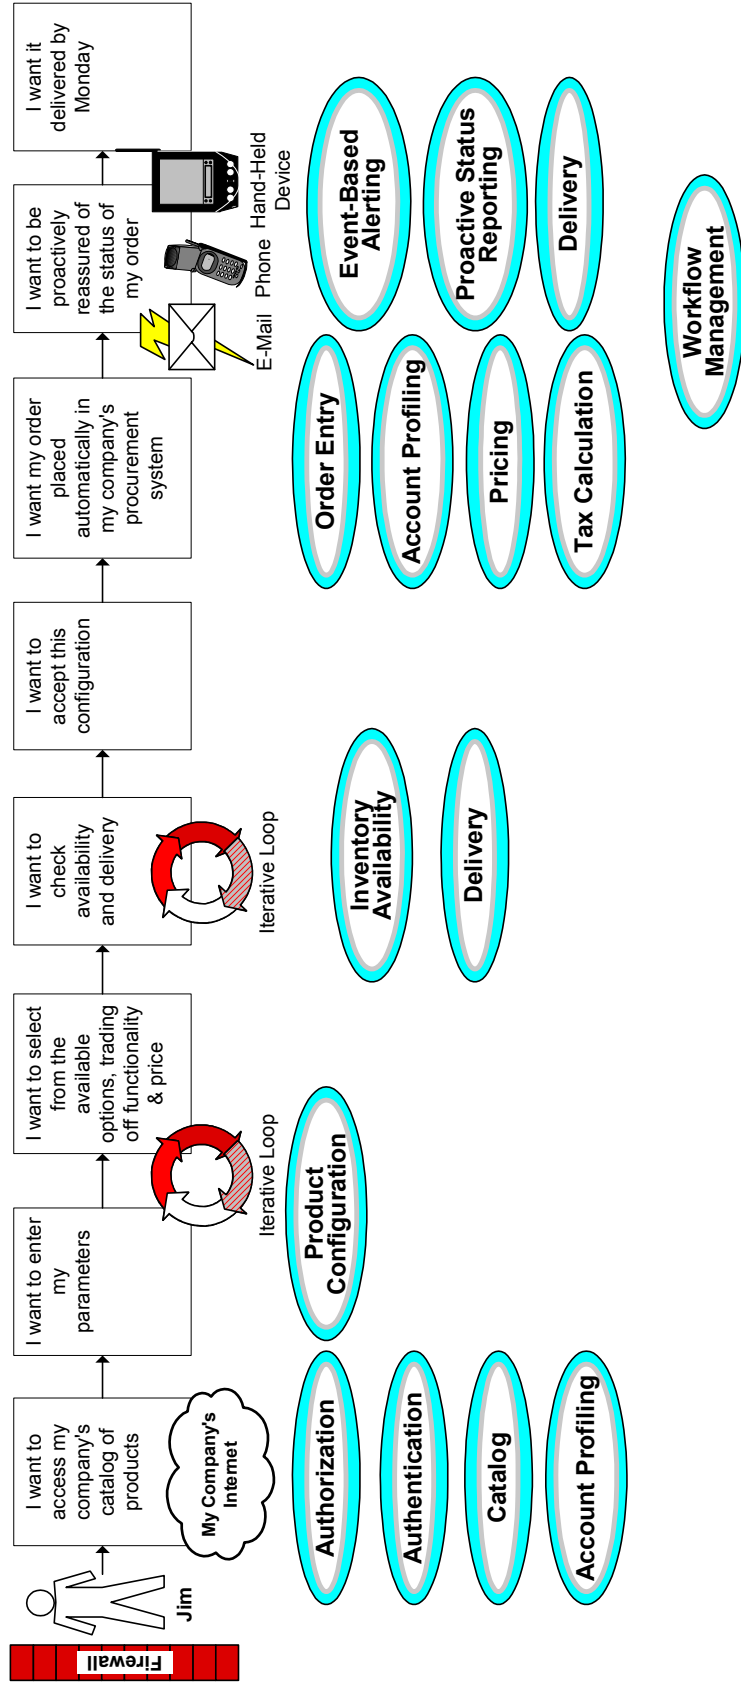 Firewall
Jim
I want to
access my
company's
catalog of
products
My Company's
Internet
I want to enter
my
parameters
I want to select
from the
available
options, trading
off functionality
& price
Iterative Loop
I want to
check
availability
and delivery
Iterative Loop
I want to
accept this
configuration
I want my order
placed
automatically in
my company's
procurement
system
I want to be
proactively
reassured of
the status of
my order
E-Mail
Phone
Hand-Held
Device
I want it
delivered by
Monday
Authorization
Authentication
Catalog
Account Profiling
Product
Configuration
Inventory
Availability
Delivery
Order Entry
Account Profiling
Pricing
Tax Calculation
Event-Based
Alerting
Proactive Status
Reporting
Delivery
Workflow
Management